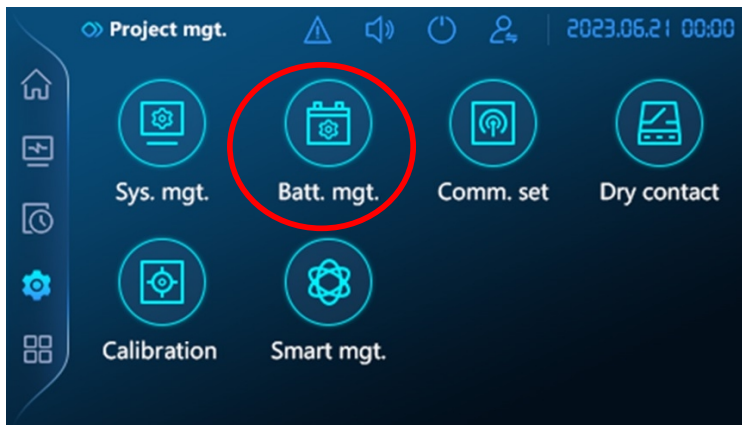 Project mgt.
2023.06.21 00:00
Sys. mgt.
Batt. mgt.
Comm. set
Dry contact
Calibration
Smart mgt.